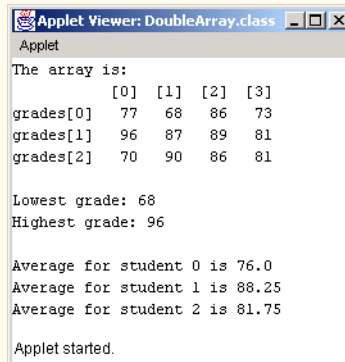 Applet Viewer: DoubleArray.class
Applet
The array is:
[0] [1] [2] [3]
grades[0] 77 68 86 73
grades[1] 96 87 89 81
grades[2] 70 90 86 81
Lowest grade: 68
Highest grade: 96
Average for student 0 is 76.0
Average for student 1 is 88.25
Average for student 2 is 81.75
Applet started.